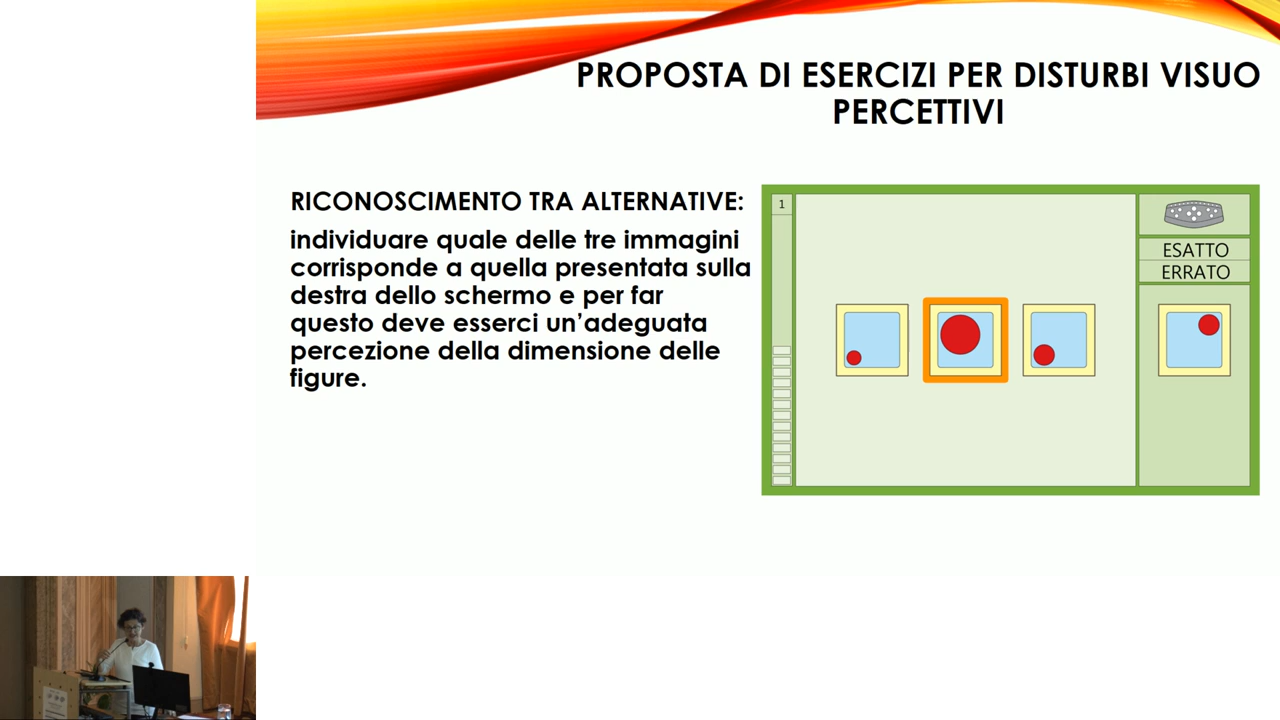 PROPOSTA DI ESERCIZI PER DISTURBI VISUO
PERCETTIVI
RICONOSCIMENTO TRA ALTERNATIVE:
individuare quale delle tre immagini
corrisponde a quella presentata sulla
destra dello schermo e per far
questo deve esserci un’adeguata
percezione della dimensione delle
figure.
1
ESATTO
ERRATO